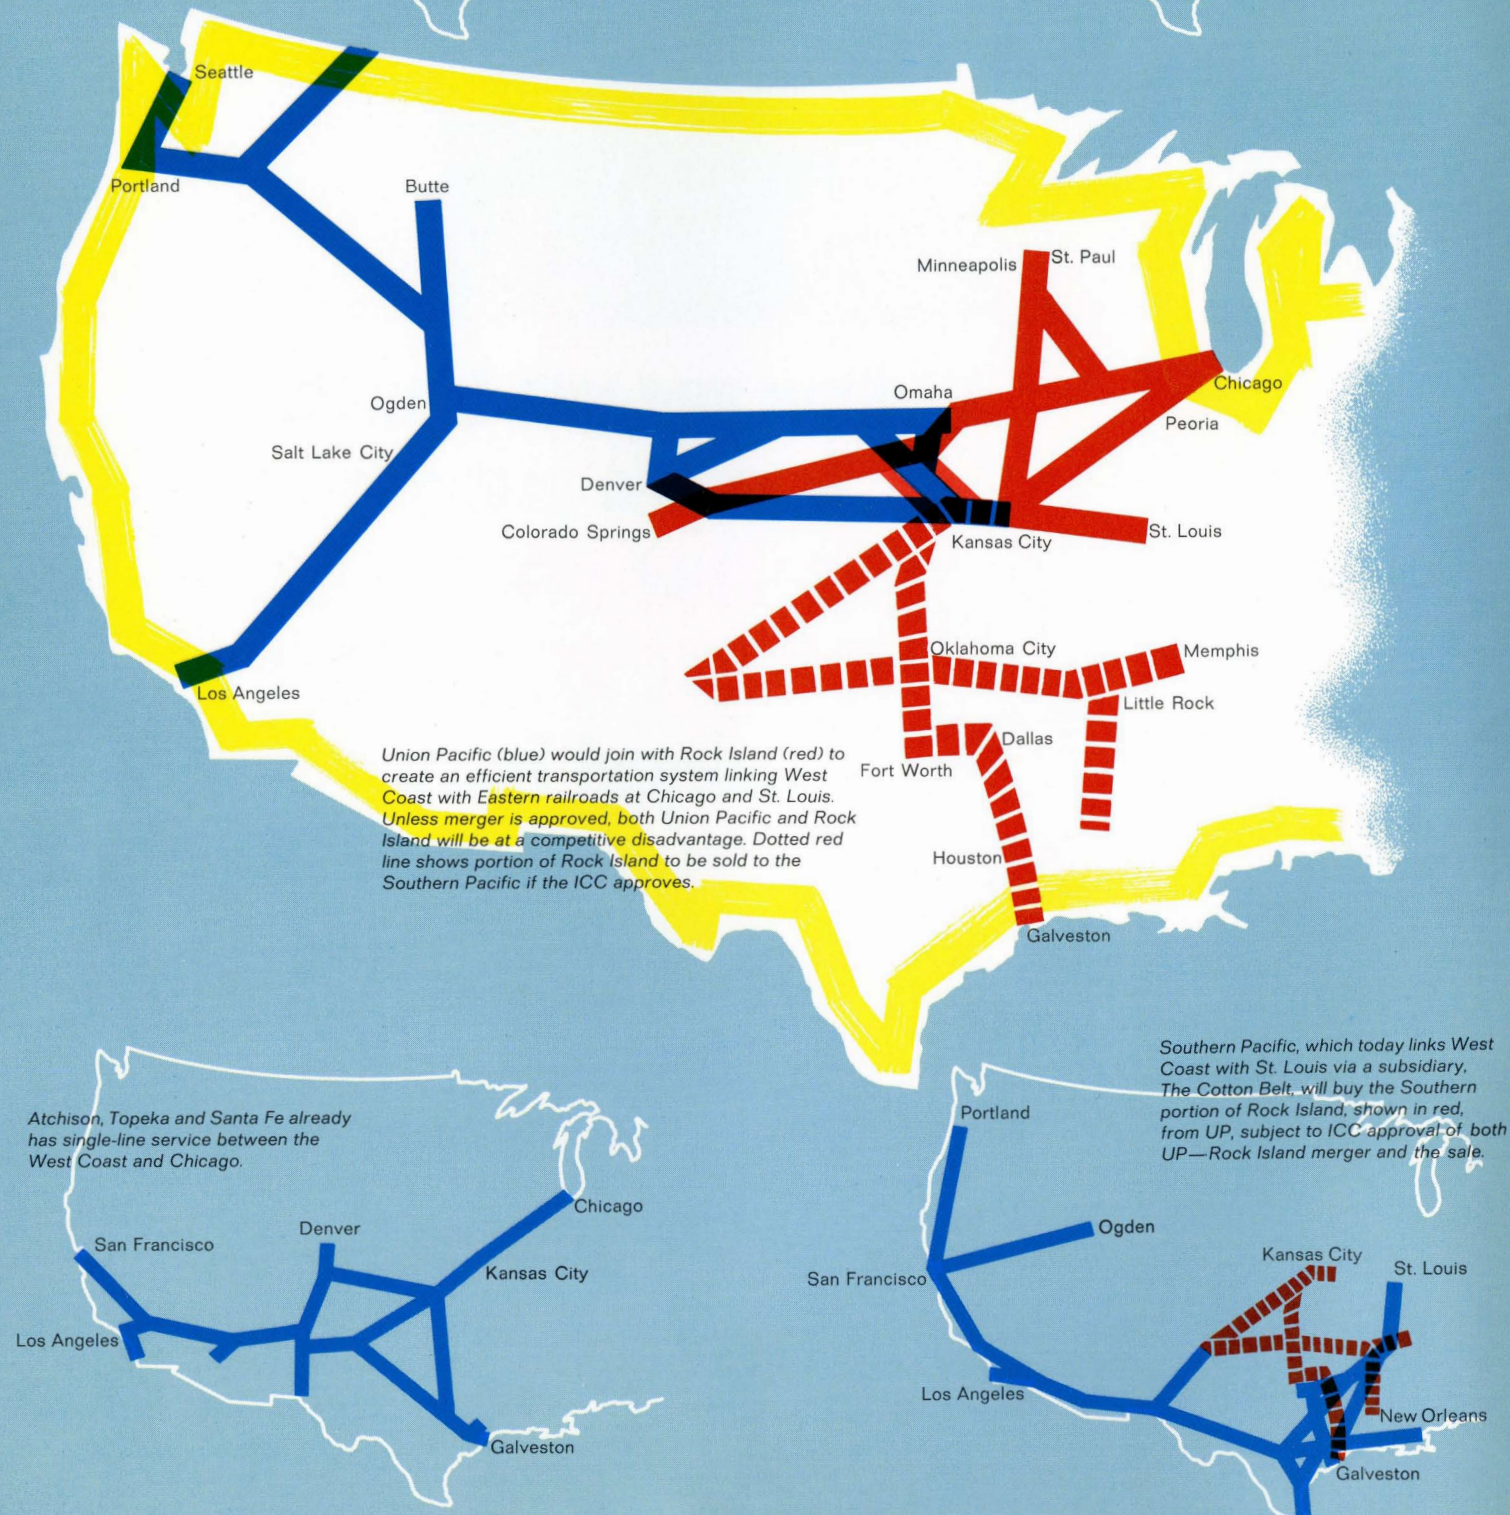 Seattle
Portland
Butte
Minneapolis
St. Paul
Ogden
Omaha
Chicago
Peoria
Salt Lake City
Denver
Colorado Springs
Kansas City
St. Louis
Oklahoma City
Memphis
Little Rock
Los Angeles
Dallas
Fort Worth
Houston
Galveston
Union Pacific (blue) would join with Rock Island (red) to
create an efficient transportation system linking West
Coast with Eastern railroads at Chicago and St. Louis.
Unless merger is approved, both Union Pacific and Rock
Island will be at a competitive disadvantage. Dotted red
line shows portion of Rock Island to be sold to the
Southern Pacific if the ICC approves.
Atchison, Topeka and Santa Fe already
has single-line service between the
West Coast and Chicago.
Chicago
Denver
San Francisco
Kansas City
Los Angeles
Galveston
Southern Pacific, which today links West
Coast with St. Louis via a subsidiary,
The Cotton Belt, will buy the Southern
portion of Rock Island, shown in red,
from UP, subject to ICC approval of both
UP—Rock Island merger and the sale.
Portland
Ogden
Kansas City
St. Louis
San Francisco
Los Angeles
New Orleans
Galveston